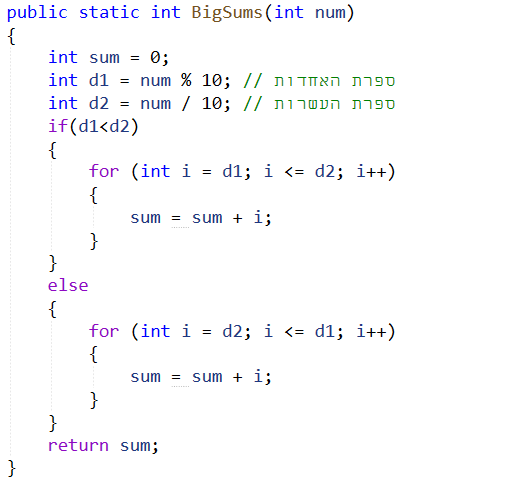 public static int BigSums(int num)
{
int sum = 0;
int d1 = num % 10; // ספרת האחדות
int d2 = num / 10; // ספרת העשרות
if(d1<d2)
{
for (int i = d1; i <= d2; i++)
{
sum = sum + i;
}
}
else
{
for (int i = d2; i <= d1; i++)
{
sum = sum + i;
}
}
return sum;
}